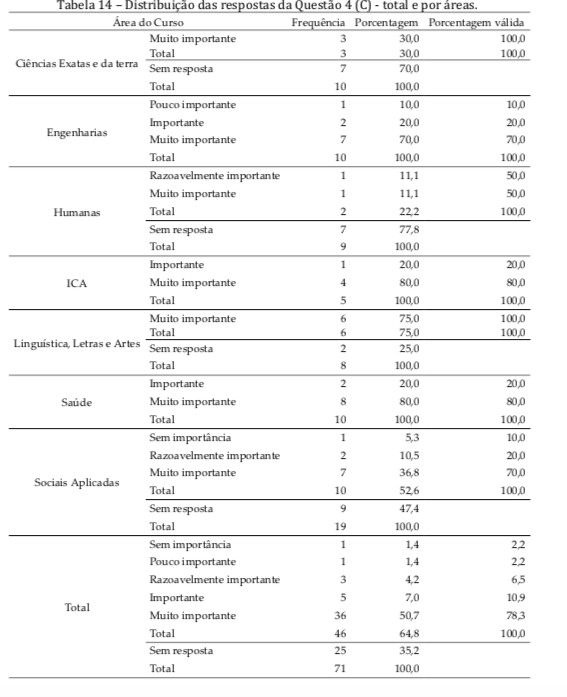 Tabela 14 – Distribuição das respostas da Questão 4 (C) - total e por áreas.
Área do Curso Frequência Porcentagem Porcentagem válida
Ciências Exatas e da terra
Muito importante 3 30,0 100,0
Total 3 30,0 100,0
Sem resposta 7 70,0
Total 10 100,0
Engenharias
Pouco importante 1 10,0 10,0
Importante 2 20,0 20,0
Muito importante 7 70,0 70,0
Total 10 100,0 100,0
Humanas
Razoavelmente importante 1 11,1 50,0
Muito importante 1 11,1 50,0
Total 2 22,2 100,0
Sem resposta 7 77,8
Total 9 100,0
ICA
Importante 1 20,0 20,0
Muito importante 4 80,0 80,0
Total 5 100,0 100,0
Linguística, Letras e Artes
Muito importante 6 75,0 100,0
Total 6 75,0 100,0
Sem resposta 2 25,0
Total 8 100,0
Saúde
Importante 2 20,0 20,0
Muito importante 8 80,0 80,0
Total 10 100,0 100,0
Sociais Aplicadas
Sem importância 1 5,3 10,0
Razoavelmente importante 2 10,5 20,0
Muito importante 7 36,8 70,0
Total 10 52,6 100,0
Sem resposta 9 47,4
Total 19 100,0
Total
Sem importância 1 1,4 2,2
Pouco importante 1 1,4 2,2
Razoavelmente importante 3 4,2 6,5
Importante 5 7,0 10,9
Muito importante 36 50,7 78,3
Total 46 64,8 100,0
Sem resposta 25 35,2
Total 71 100,0